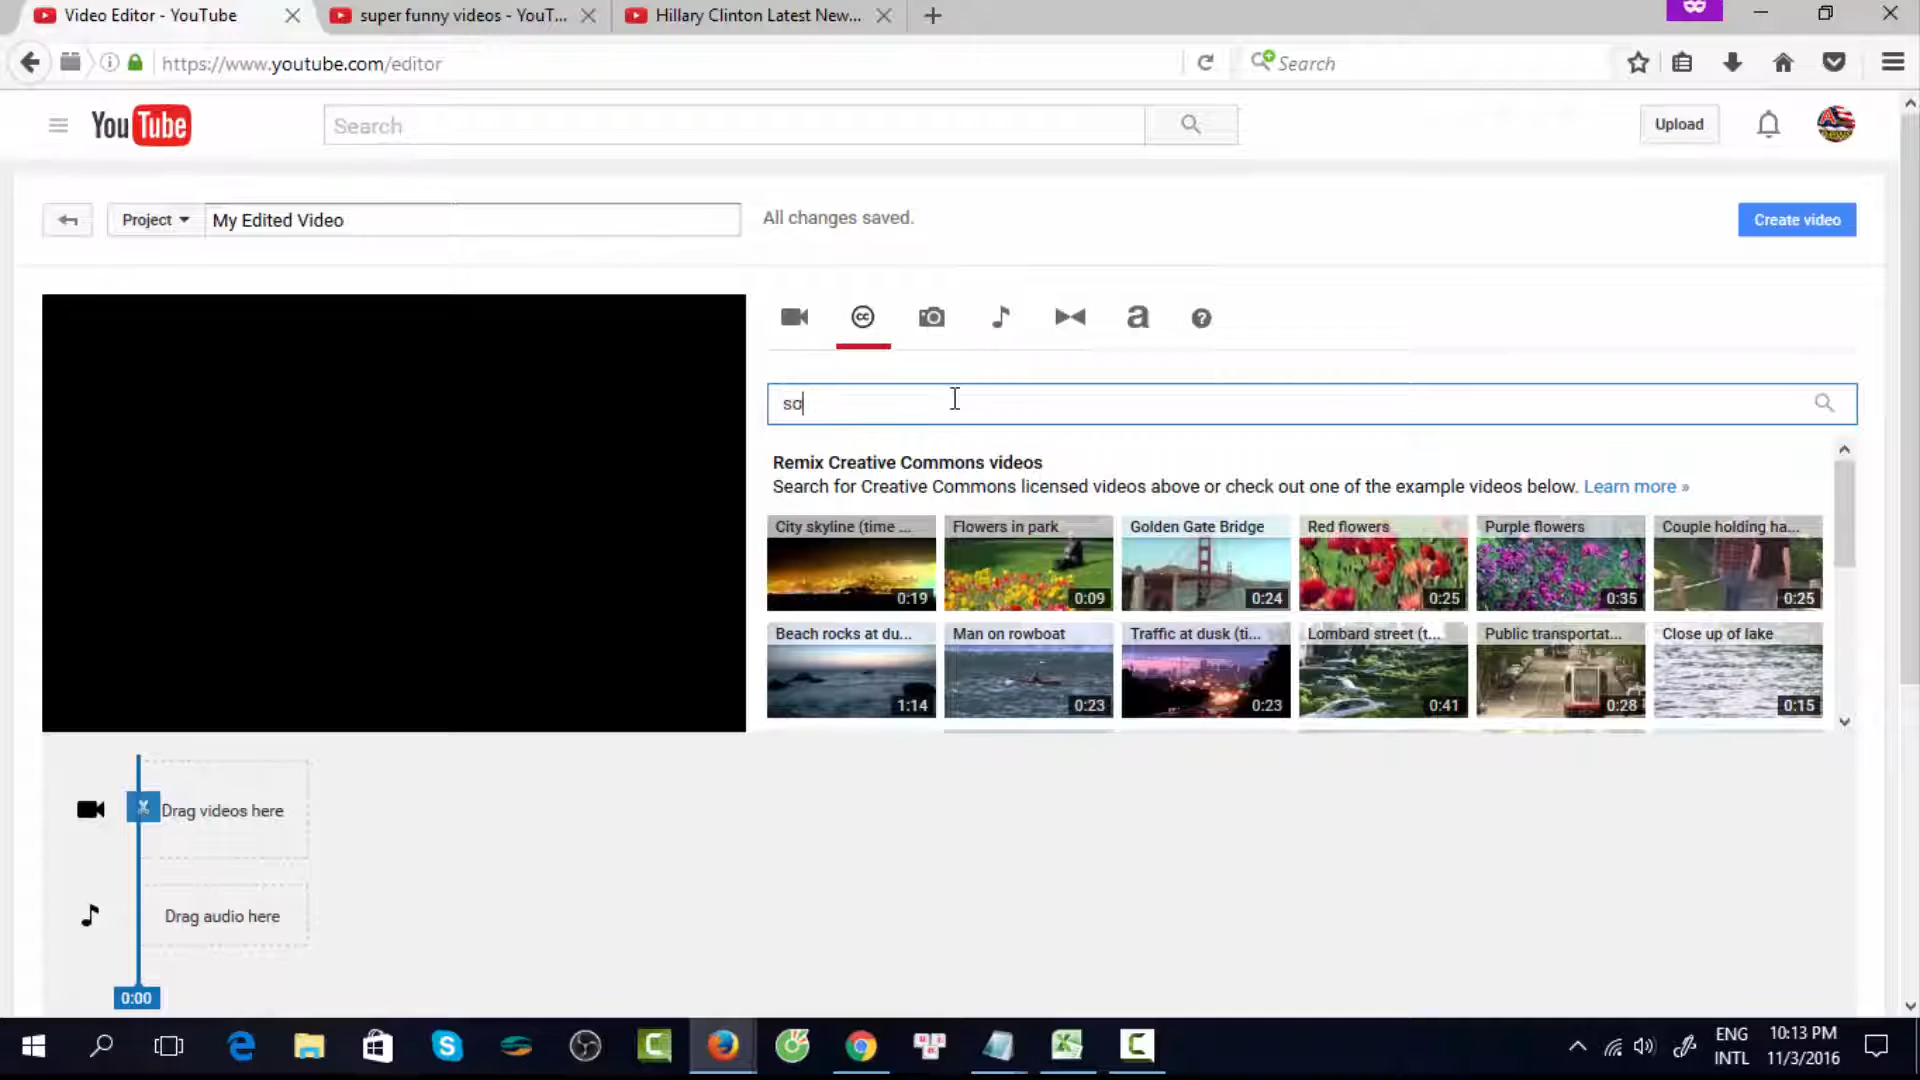 Video Editor - YouTube
super funny videos - YouT...
Hillary Clinton Latest New...
https://www.youtube.com/editor
Search
YouTube
Search
Upload
Project
My Edited Video
All changes saved.
Create video
so
Remix Creative Commons videos
Search for Creative Commons licensed videos above or check out one of the example videos below. Learn more »
City skyline (time ...
Flowers in park
Golden Gate Bridge
Red flowers
Purple flowers
Couple holding ha...
0:19
0:09
0:24
0:25
0:35
0:25
Beach rocks at du...
Man on rowboat
Traffic at dusk (ti...
Lombard street (t...
Public transportat...
Close up of lake
1:14
0:23
0:23
0:41
0:28
0:15
Drag videos here
Drag audio here
0:00
ENG
INTL
10:13 PM
11/3/2016